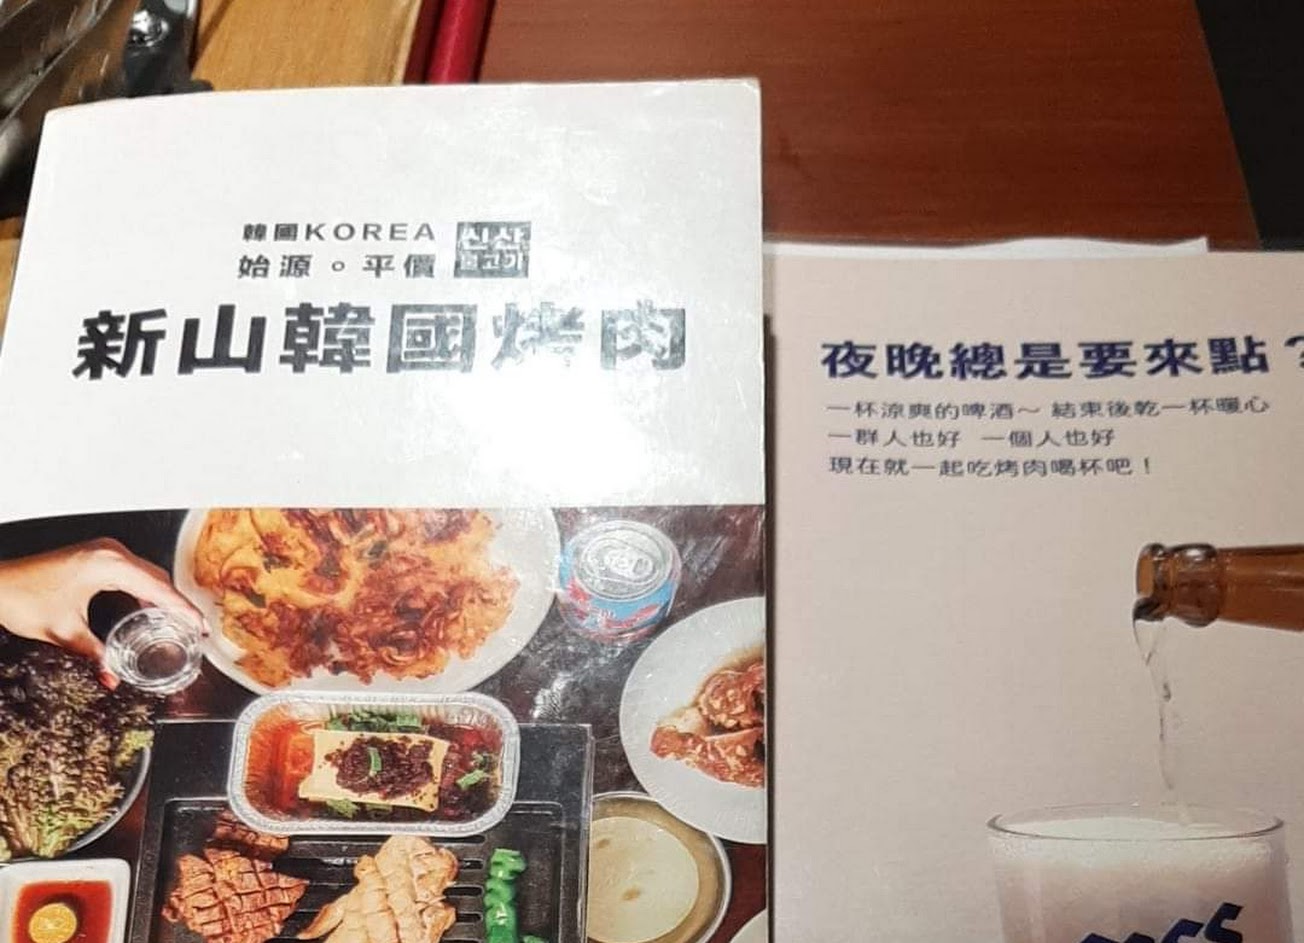 韓國KOREA
始源。平價
신산
불고기
新山韓國烤肉
夜晚總是要來點？
一杯涼爽的啤酒～ 結束後乾一杯暖心
一群人也好 一個人也好
現在就一起吃烤肉喝杯吧！